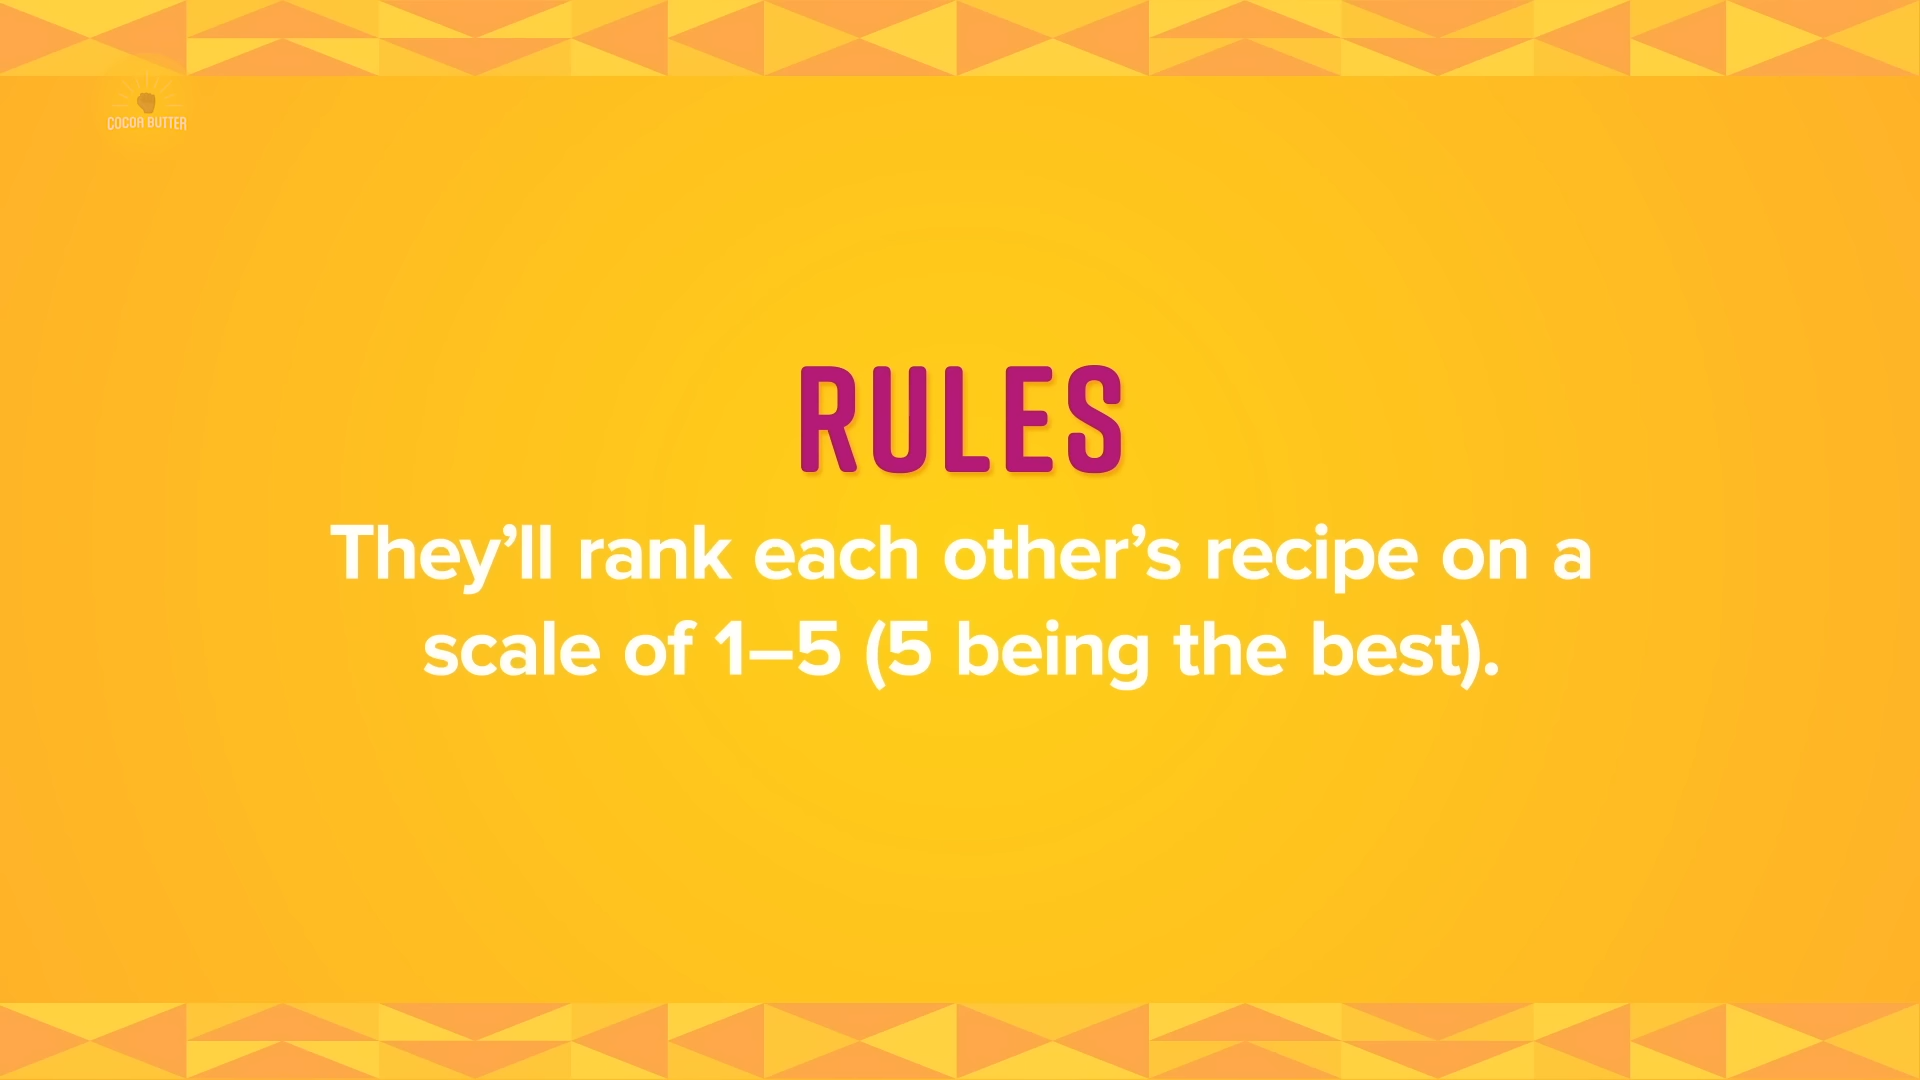 COCOA BUTTER
RULES
They’ll rank each other’s recipe on a
scale of 1–5 (5 being the best).